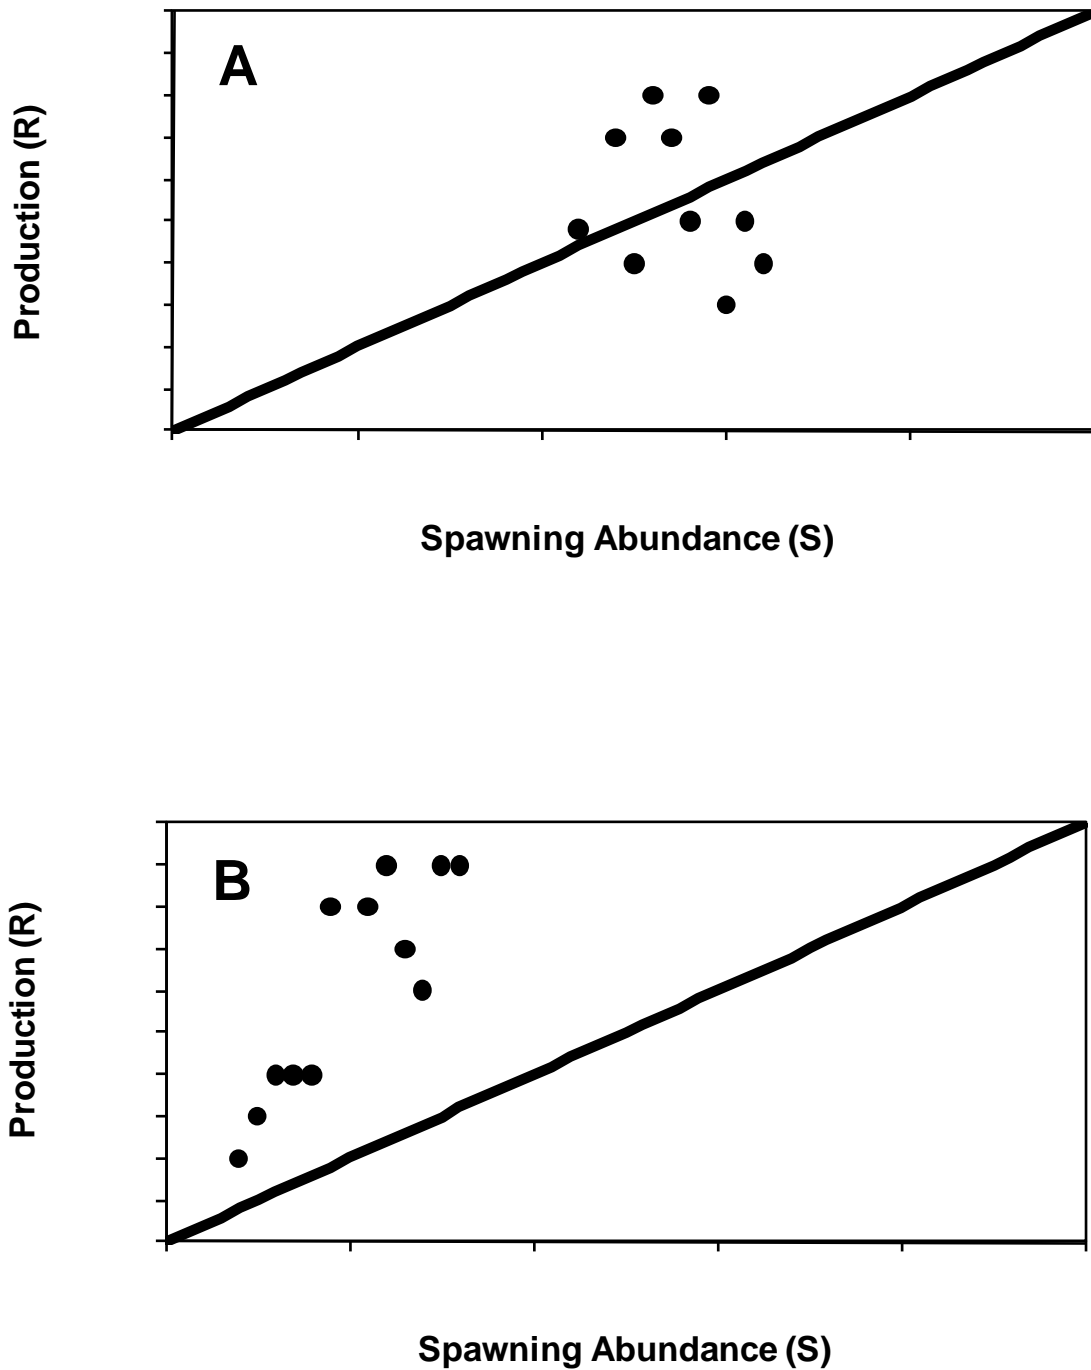 A
Production (R)
Spawning Abundance (S)
B
Production (R)
Spawning Abundance (S)